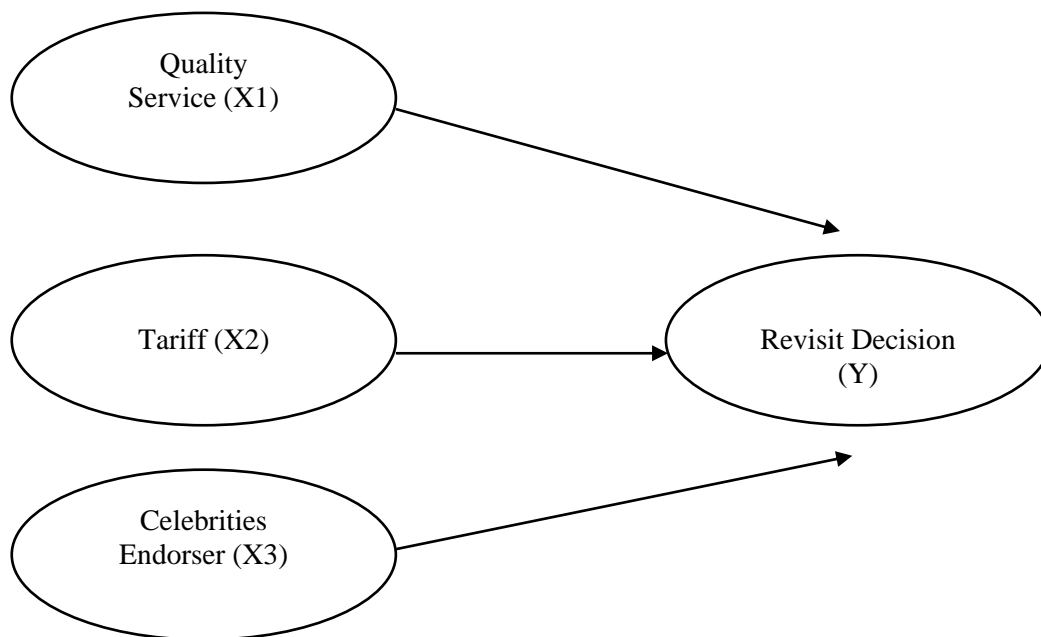 Quality
Service (X1)
Tariff (X2)
Revisit Decision
(Y)
Celebrities
Endorser (X3)